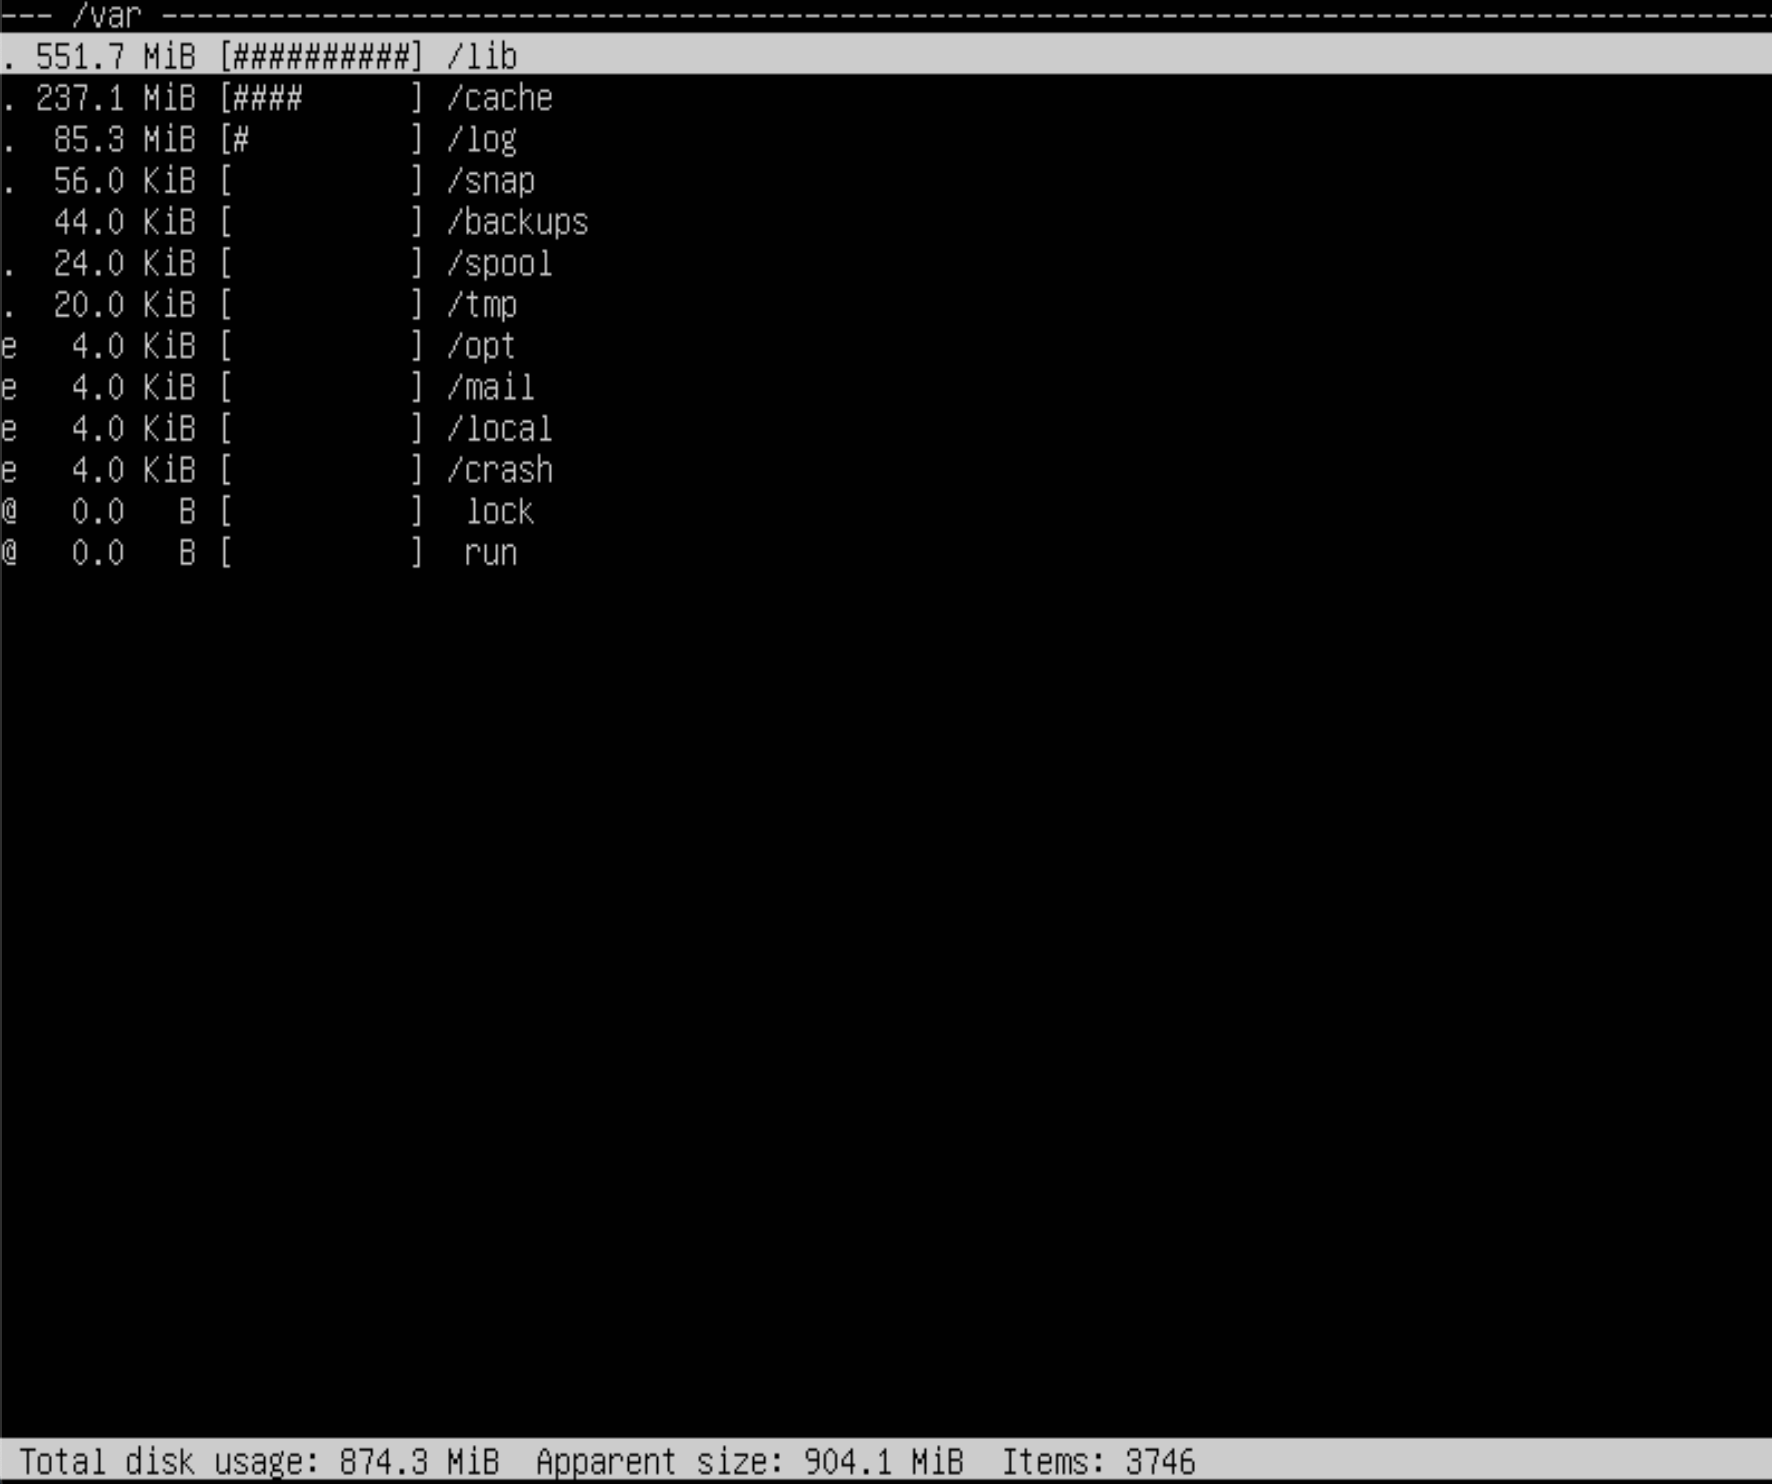 --- /var ----------------------------------------------------------------------------------------------
. 551.7 MiB [##########] /lib
. 237.1 MiB [####      ] /cache
.  85.3 MiB [#         ] /log
.  56.0 KiB [          ] /snap
   44.0 KiB [          ] /backups
.  24.0 KiB [          ] /spool
.  20.0 KiB [          ] /tmp
e   4.0 KiB [          ] /opt
e   4.0 KiB [          ] /mail
e   4.0 KiB [          ] /local
e   4.0 KiB [          ] /crash
@   0.0   B [          ]  lock
@   0.0   B [          ]  run
Total disk usage: 874.3 MiB  Apparent size: 904.1 MiB  Items: 3746